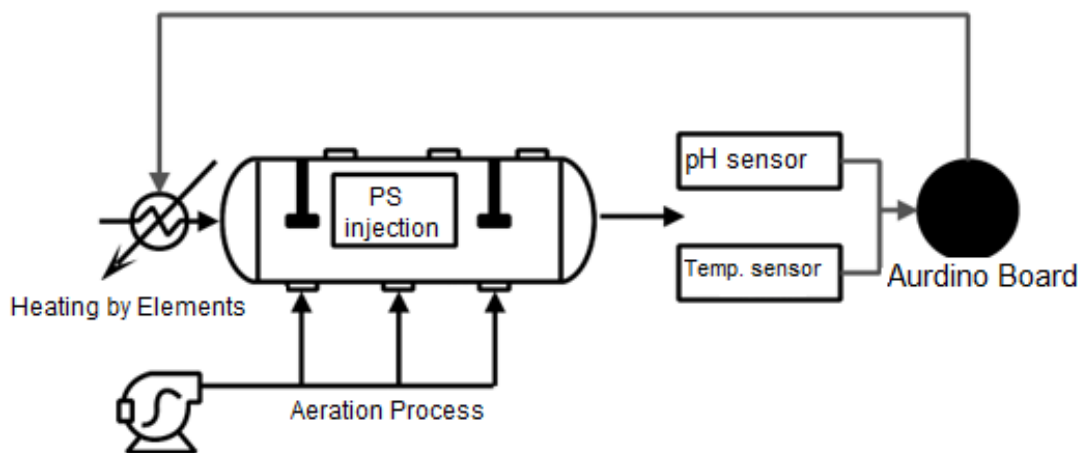 pH sensor
PS
injection
Temp. sensor
Aurdino Board
Heating by Elements
Aeration Process